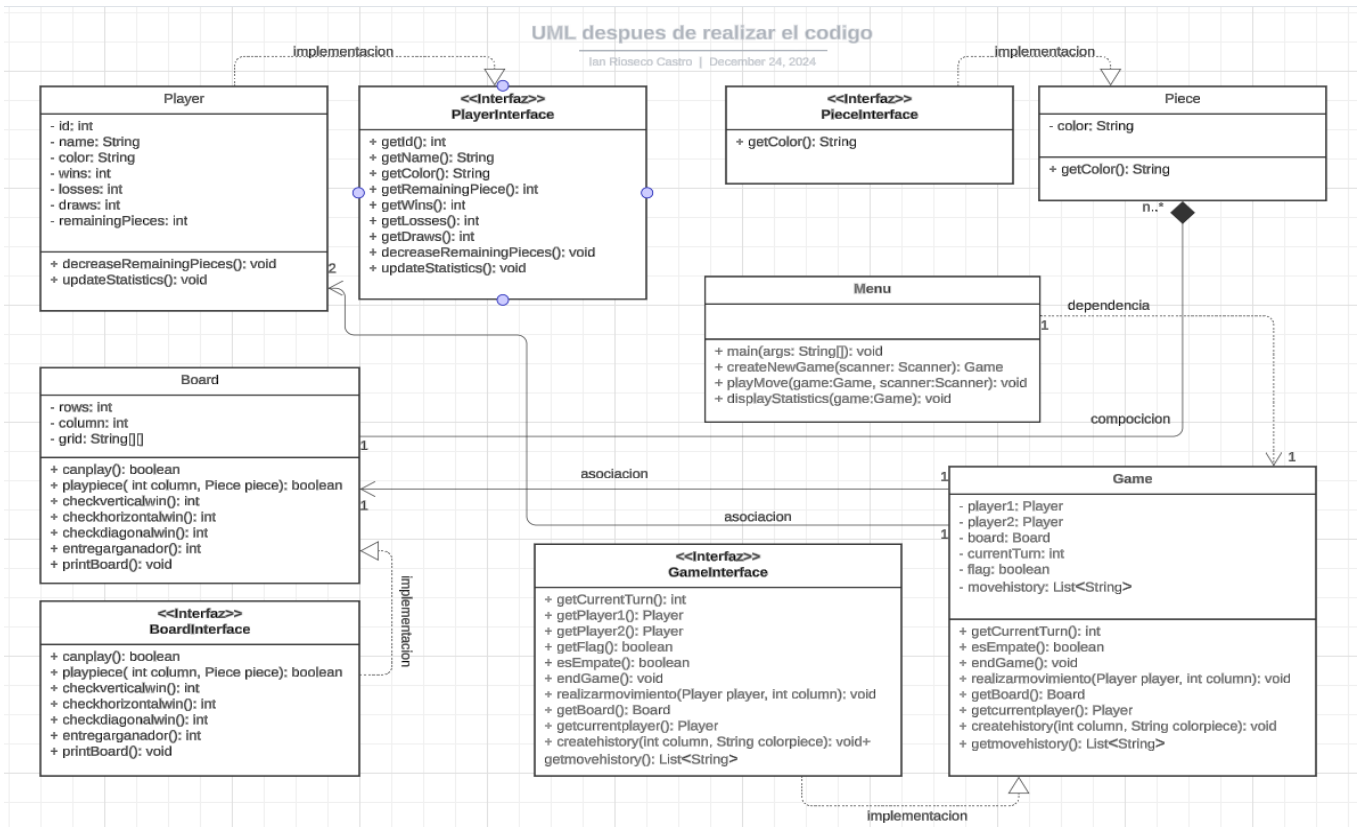 UML despues de realizar el codigo
Ian Rioseco Castro | December 24, 2024
implementacion
implementacion
Player
- id: int
- name: String
- color: String
- wins: int
- losses: int
- draws: int
- remainingPieces: int
+ decreaseRemainingPieces(): void
+ updateStatistics(): void
2
<<Interfaz>>
PlayerInterface
+ getId(): int
+ getName(): String
+ getColor(): String
+ getRemainingPiece(): int
+ getWins(): int
+ getLosses(): int
+ getDraws(): int
+ decreaseRemainingPieces(): void
+ updateStatistics(): void
<<Interfaz>>
PieceInterface
+ getColor(): String
Piece
- color: String
+ getColor(): String
n..*
Menu
+ main(args: String[]): void
+ createNewGame(scanner: Scanner): Game
+ playMove(game:Game, scanner:Scanner): void
+ displayStatistics(game:Game): void
dependencia
1
compocicion
1
Board
- rows: int
- column: int
- grid: String[][]
+ canplay(): boolean
+ playpiece( int column, Piece piece): boolean
+ checkverticalwin(): int
+ checkhorizontalwin(): int
+ checkdiagonalwin(): int
+ entregarganador(): int
+ printBoard(): void
1
1
asociacion
1
asociacion
1
implementacion
<<Interfaz>>
BoardInterface
+ canplay(): boolean
+ playpiece( int column, Piece piece): boolean
+ checkverticalwin(): int
+ checkhorizontalwin(): int
+ checkdiagonalwin(): int
+ entregarganador(): int
+ printBoard(): void
<<Interfaz>>
GameInterface
+ getCurrentTurn(): int
+ getPlayer1(): Player
+ getPlayer2(): Player
+ getFlag(): boolean
+ esEmpate(): boolean
+ endGame(): void
+ realizarmovimiento(Player player, int column): void
+ getBoard(): Board
+ getcurrentplayer(): Player
+ createhistory(int column, String colorpiece): void+
getmovehistory(): List<String>
Game
- player1: Player
- player2: Player
- board: Board
- currentTurn: int
- flag: boolean
- movehistory: List<String>
+ getCurrentTurn(): int
+ esEmpate(): boolean
+ endGame(): void
+ realizarmovimiento(Player player, int column): void
+ getBoard(): Board
+ getcurrentplayer(): Player
+ createhistory(int column, String colorpiece): void
+ getmovehistory(): List<String>
implementacion